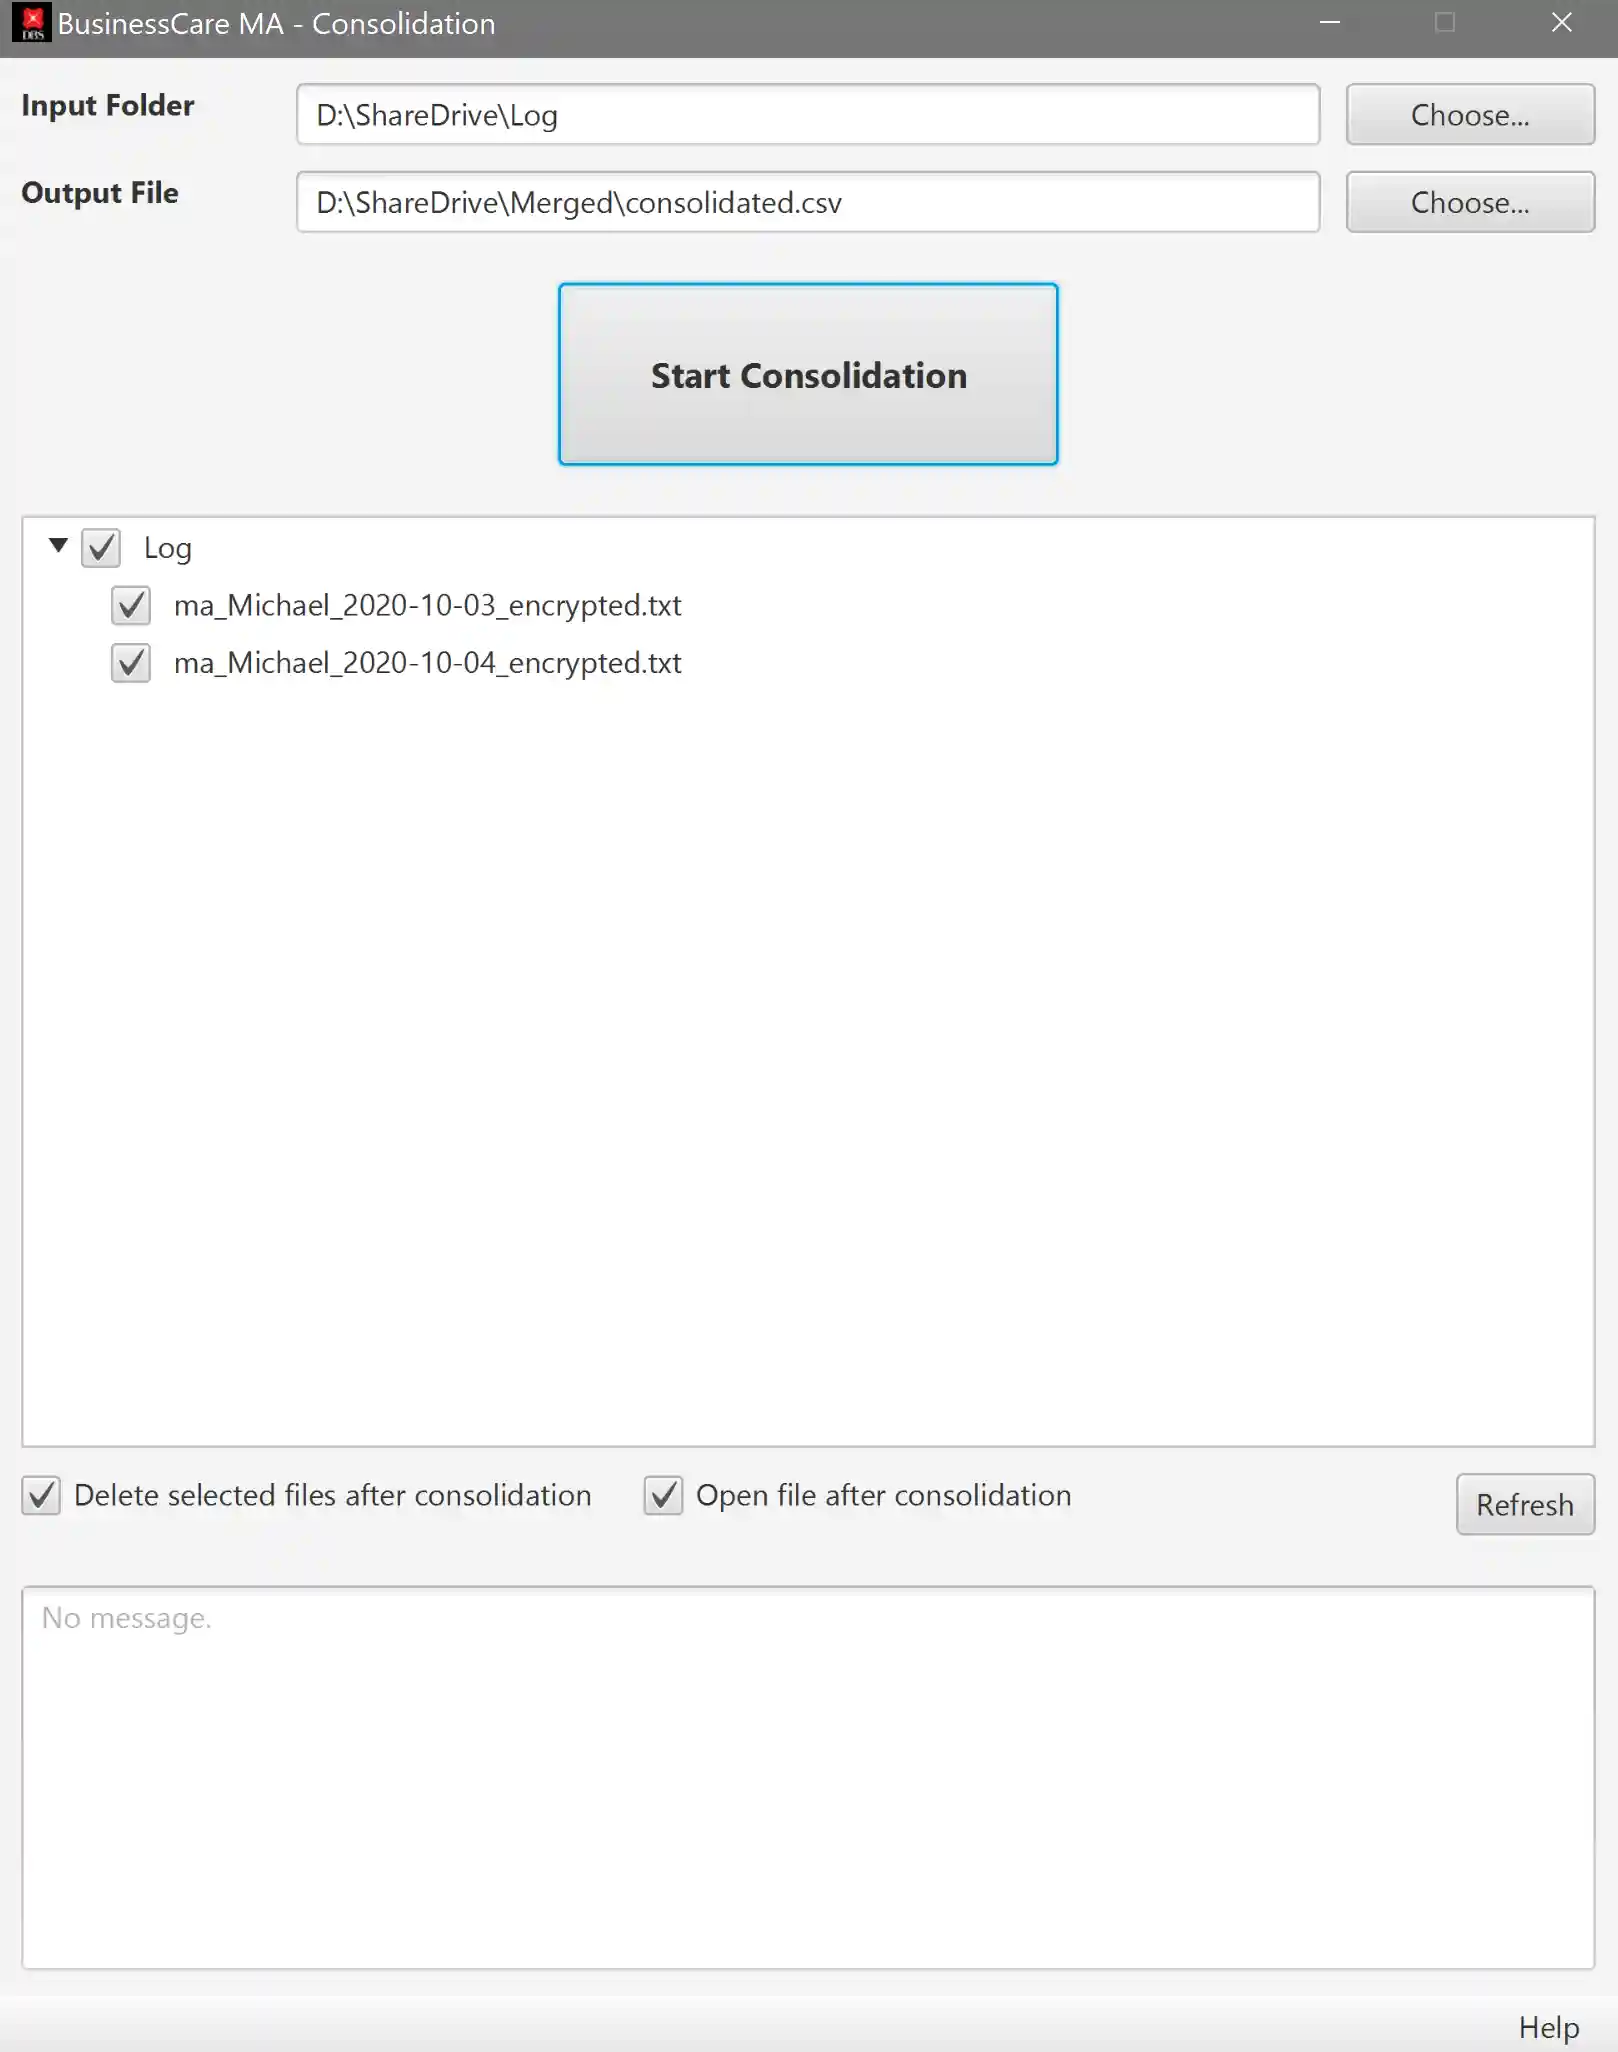 DBS
BusinessCare MA - Consolidation
Input Folder
D:\ShareDrive\Log
Choose...
Output File
D:\ShareDrive\Merged\consolidated.csv
Choose...
Start Consolidation
Log
ma_Michael_2020-10-03_encrypted.txt
ma_Michael_2020-10-04_encrypted.txt
Delete selected files after consolidation
Open file after consolidation
Refresh
No message.
Help